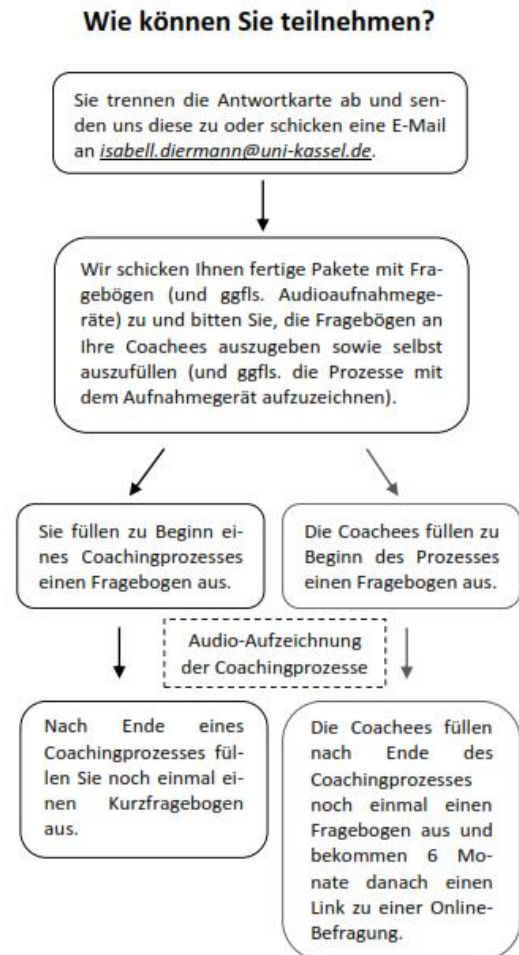 Wie können Sie teilnehmen?
Sie trennen die Antwortkarte ab und sen-
den uns diese zu oder schicken eine E-Mail
an isabell.diermann@uni-kassel.de.
Wir schicken Ihnen fertige Pakete mit Fra-
gebögen (und ggfls. Audioaufnahmege-
räte) zu und bitten Sie, die Fragebögen an
Ihre Coachees auszugeben sowie selbst
auszufüllen (und ggfls. die Prozesse mit
dem Aufnahmegerät aufzuzeichnen).
Sie füllen zu Beginn ei-
nes Coachingprozesses
einen Fragebogen aus.
Die Coachees füllen zu
Beginn des Prozesses
einen Fragebogen aus.
Audio-Aufzeichnung
der Coachingprozesse
Nach Ende eines
Coachingprozesses fül-
len Sie noch einmal ei-
nen Kurzfragebogen
aus.
Die Coachees füllen
nach Ende des
Coachingprozesses
noch einmal einen
Fragebogen aus und
bekommen 6 Mo-
nate danach einen
Link zu einer Online-
Befragung.